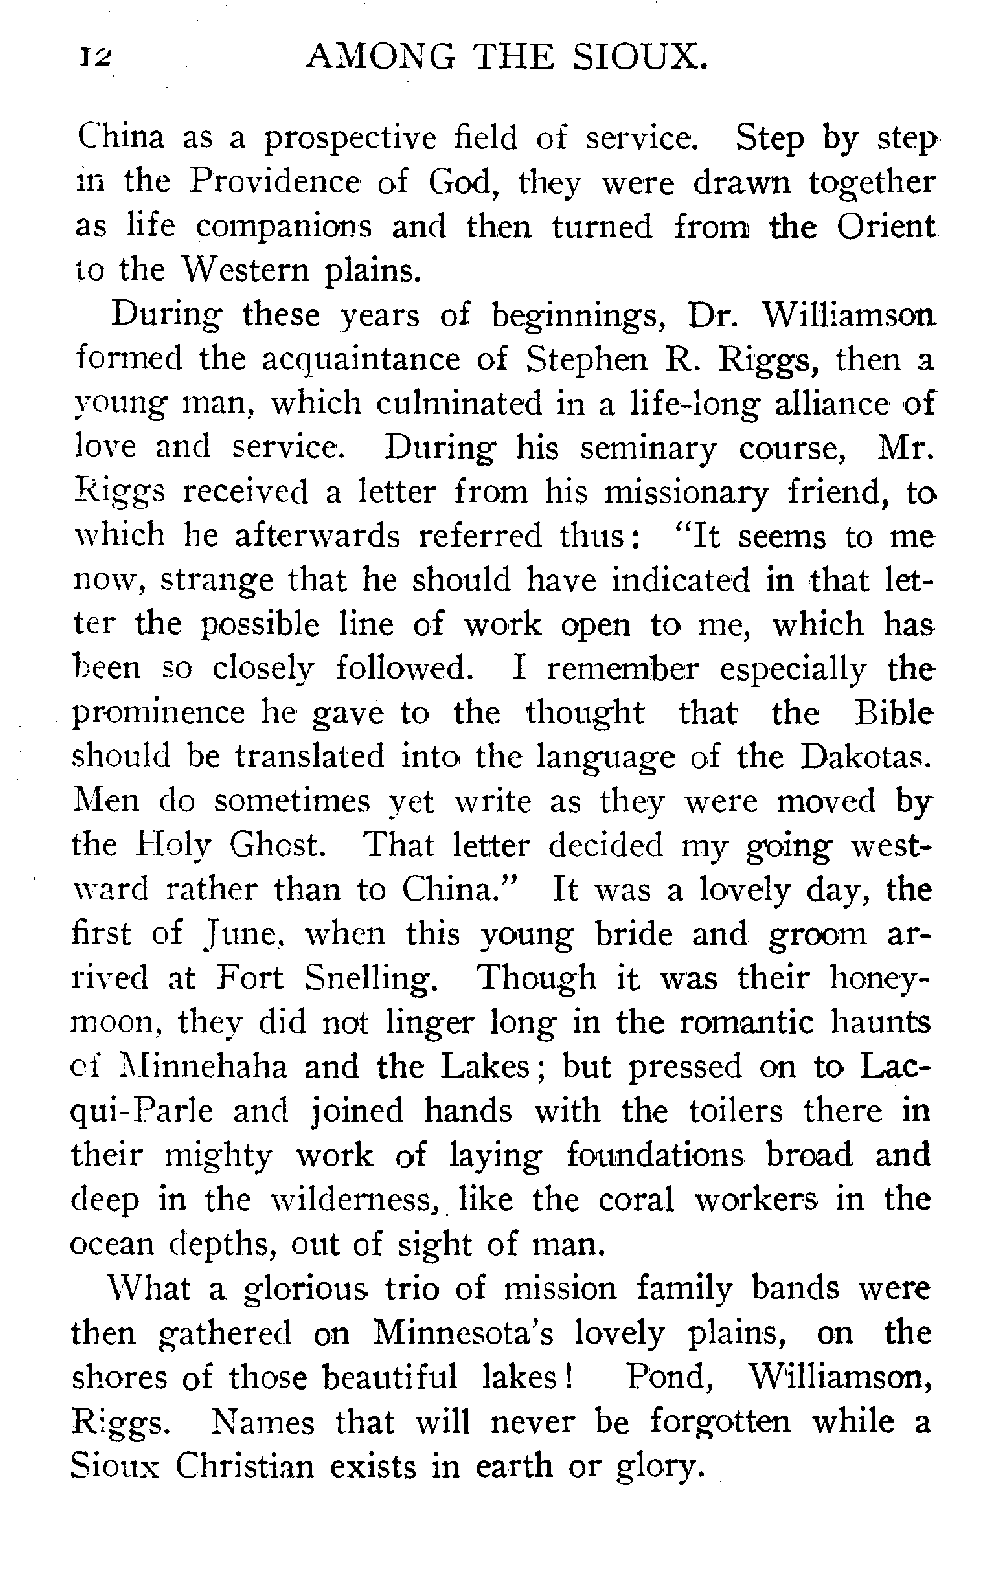 12 AMONG THE SIOUX.
China as a prospective field of service. Step by step
in the Providence of God, they were drawn together
as life companions and then turned from the Orient
to the Western plains.
During these years of beginnings, Dr. Williamson
formed the acquaintance of Stephen R. Riggs, then a
young man, which culminated in a life-long alliance of
love and service. During his seminary course, Mr.
Riggs received a letter from his missionary friend, to
which he afterwards referred thus: "It seems to me
now, strange that he should have indicated in that let-
ter the possible line of work open to me, which has
been so closely followed. I remember especially the
prominence he gave to the thought that the Bible
should be translated into the language of the Dakotas.
Men do sometimes yet write as they were moved by
the Holy Ghost. That letter decided my going west-
ward rather than to China." It was a lovely day, the
first of June, when this young bride and groom ar-
rived at Fort Snelling. Though it was their honey-
moon, they did not linger long in the romantic haunts
of Minnehaha and the Lakes; but pressed on to Lac-
qui-Parle and joined hands with the toilers there in
their mighty work of laying foundations broad and
deep in the wilderness, like the coral workers in the
ocean depths, out of sight of man.
What a glorious trio of mission family bands were
then gathered on Minnesota's lovely plains, on the
shores of those beautiful lakes! Pond, Williamson,
Riggs. Names that will never be forgotten while a
Sioux Christian exists in earth or glory.